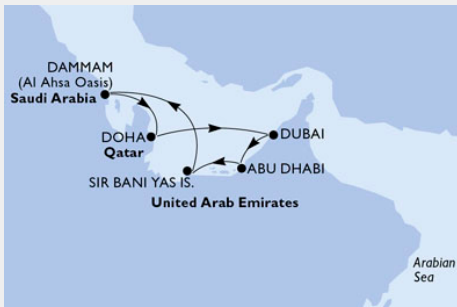 DAMMAM
(Al Ahsa Oasis)
Saudi Arabia
DOHA
Qatar
DUBAI
ABU DHABI
SIR BANI YAS IS.
United Arab Emirates
Arabian
Sea